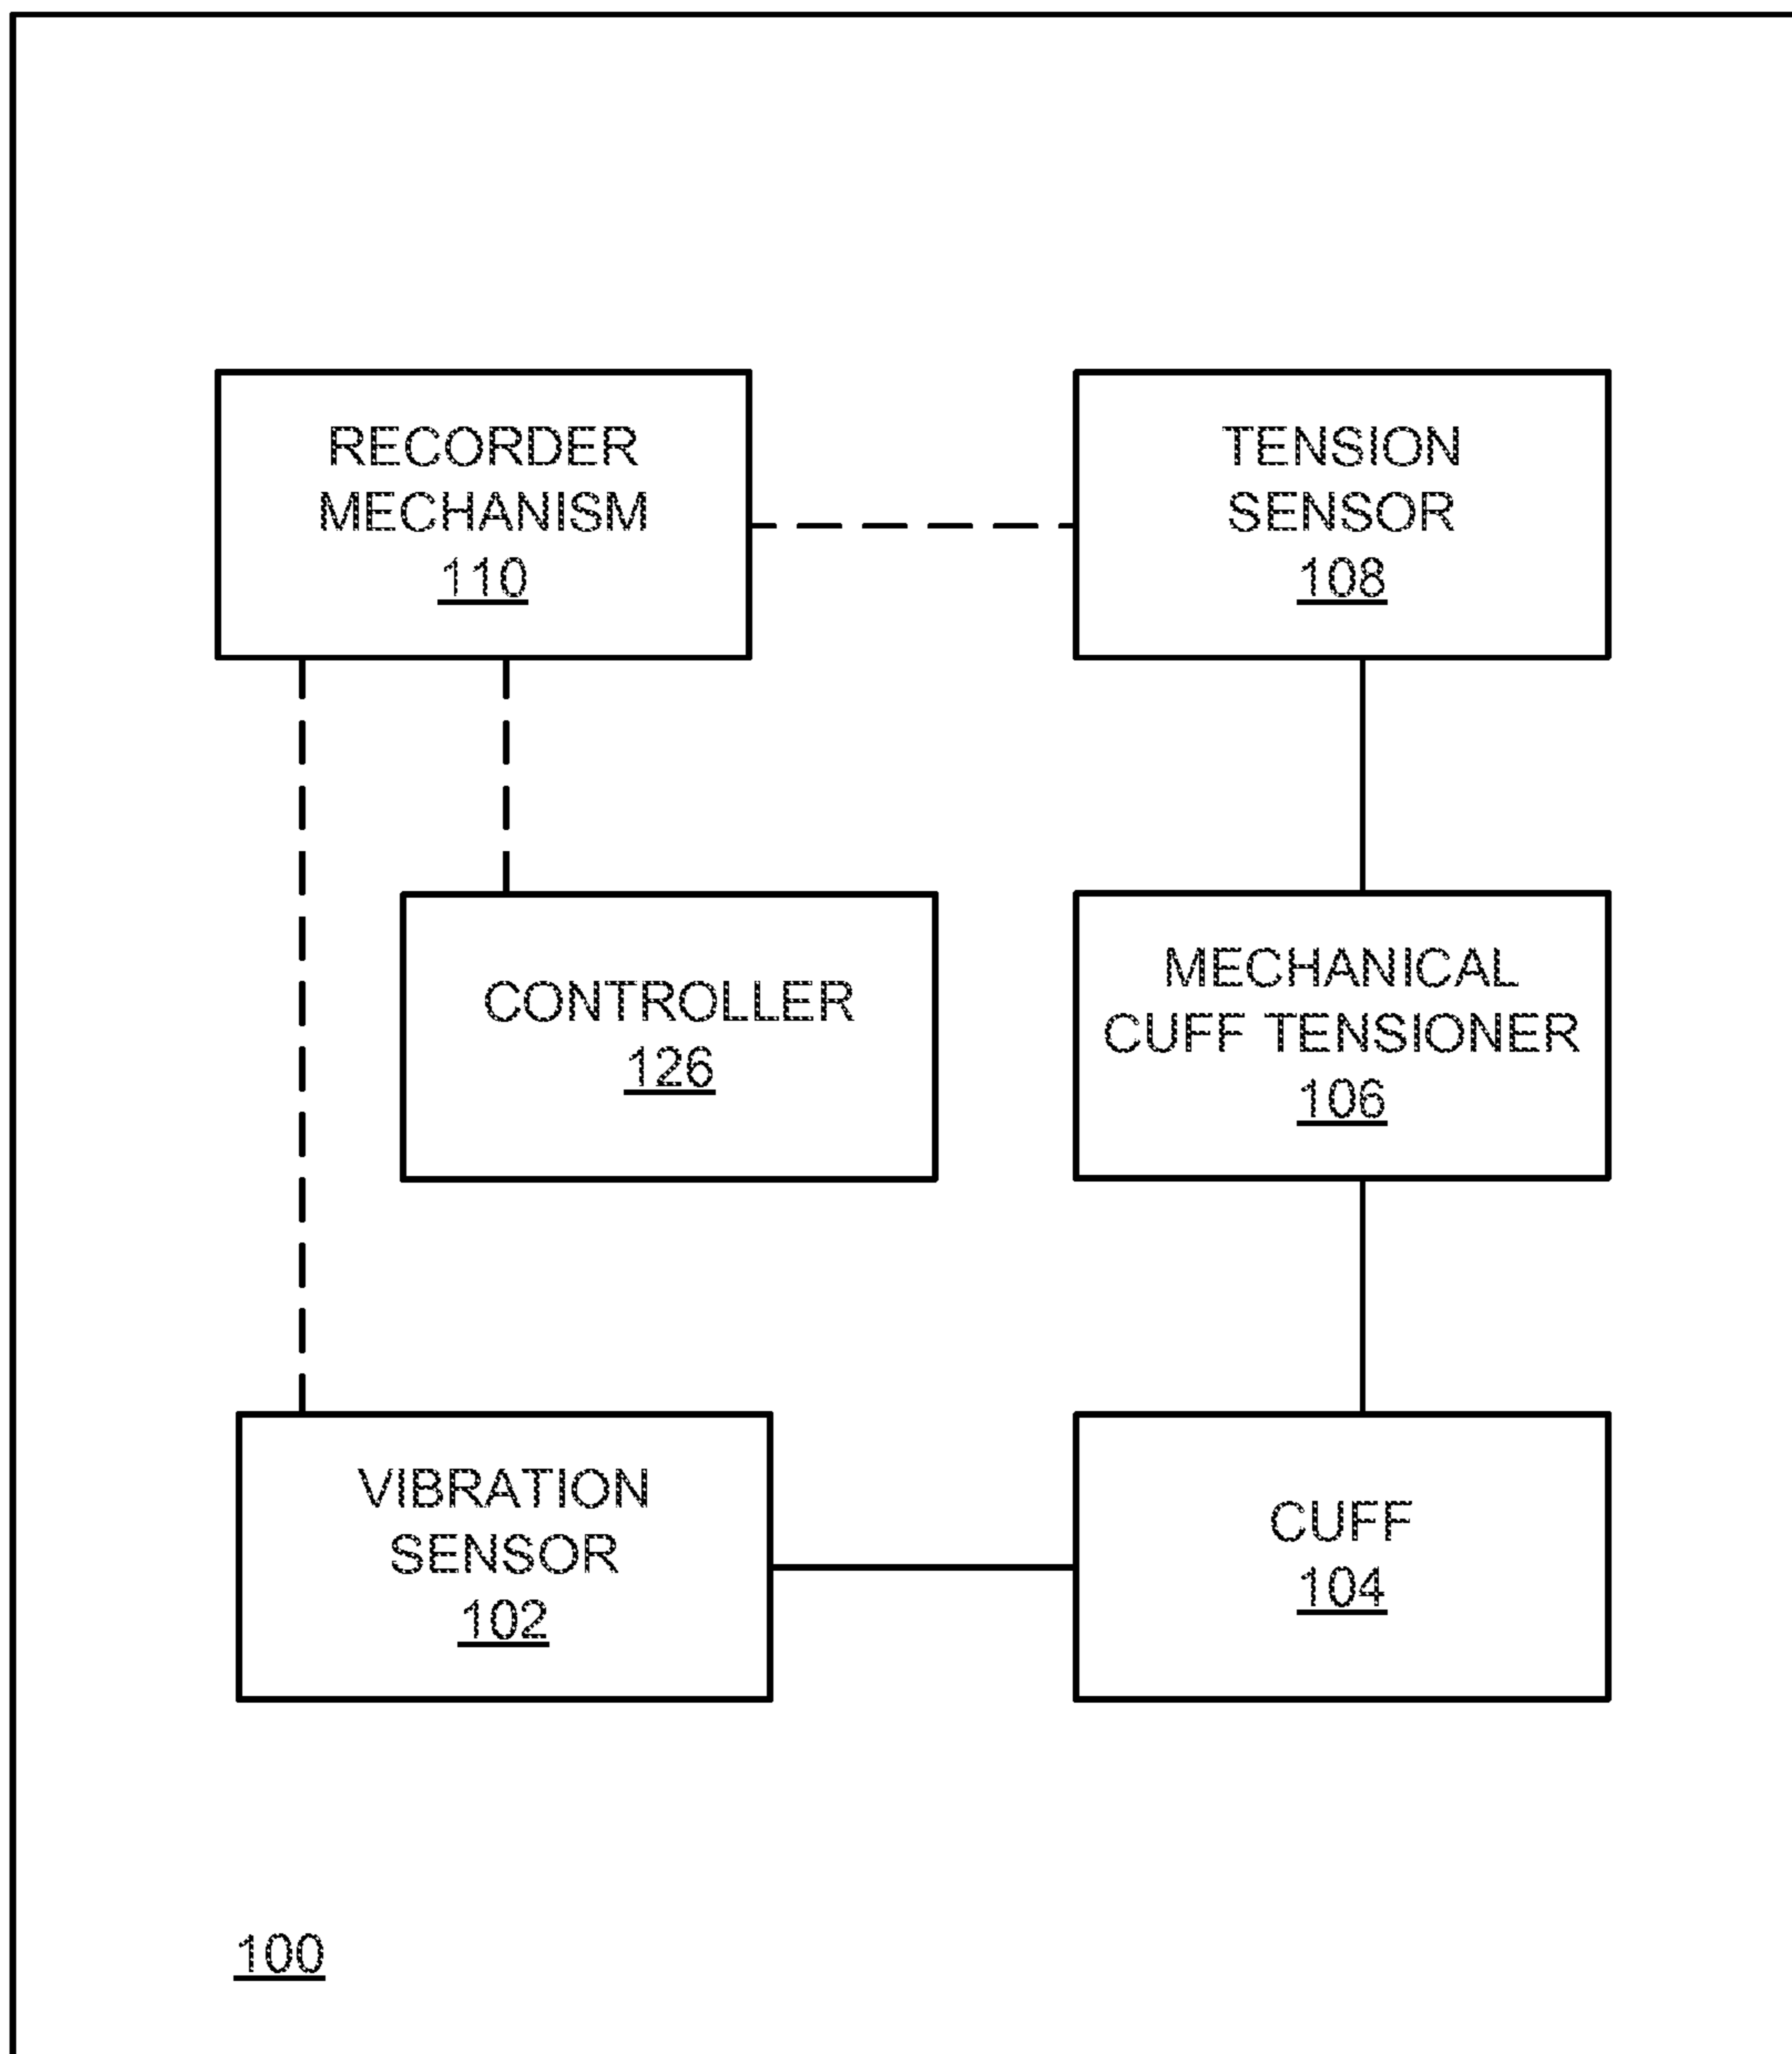 RECORDER
MECHANISM
110
TENSION
SENSOR
108
CONTROLLER
126
MECHANICAL
CUFF TENSIONER
106
VIBRATION
SENSOR
102
CUFF
104
100